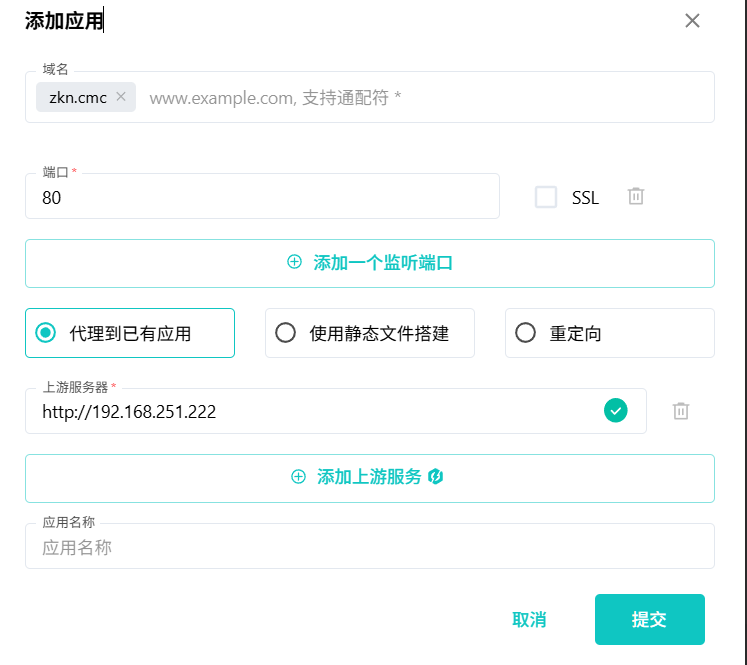 添加应用
域名
zkn.cmc × www.example.com, 支持通配符 *
端口 *
80
SSL
添加一个监听端口
代理到已有应用
使用静态文件搭建
重定向
上游服务器 *
http://192.168.251.222
添加上游服务
应用名称
应用名称
取消
提交